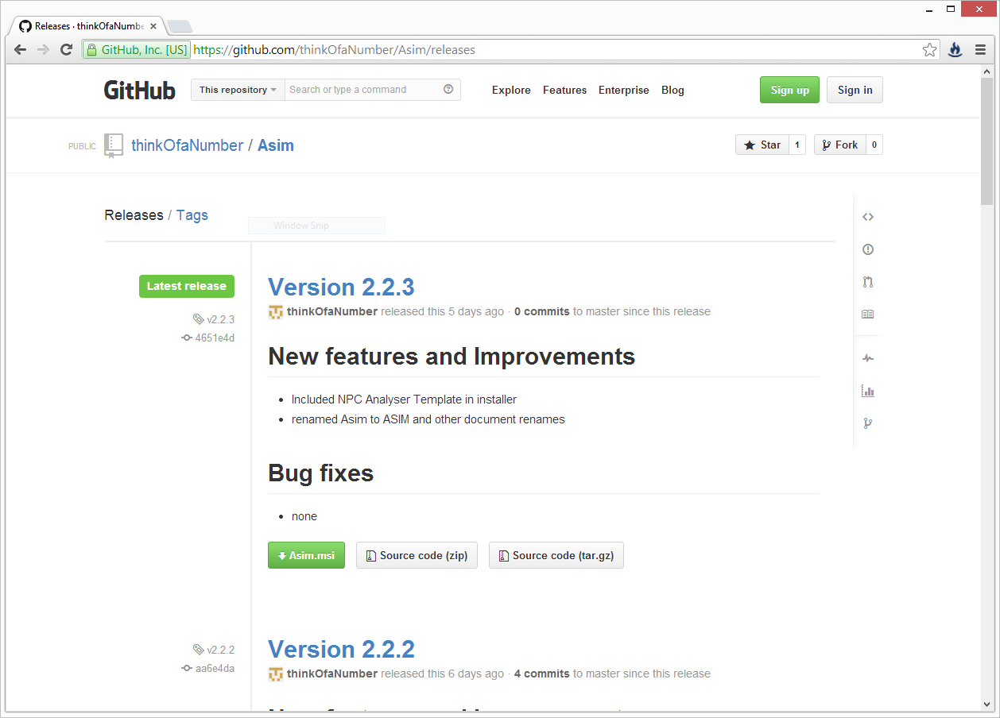 Releases · thinkOfaNumbe
GitHub, Inc. [US] https://github.com/thinkOfaNumber/Asim/releases
GitHub This repository Search or type a command Explore Features Enterprise Blog Sign up Sign in
PUBLIC thinkOfaNumber / Asim Star 1 Fork 0
Releases / Tags
Window Snip
Latest release
v2.2.3
4651e4d
Version 2.2.3
thinkOfaNumber released this 5 days ago · 0 commits to master since this release
New features and Improvements
• Included NPC Analyser Template in installer
• renamed Asim to ASIM and other document renames
Bug fixes
• none
Asim.msi Source code (zip) Source code (tar.gz)
v2.2.2
aa6e4da
Version 2.2.2
thinkOfaNumber released this 6 days ago · 4 commits to master since this release